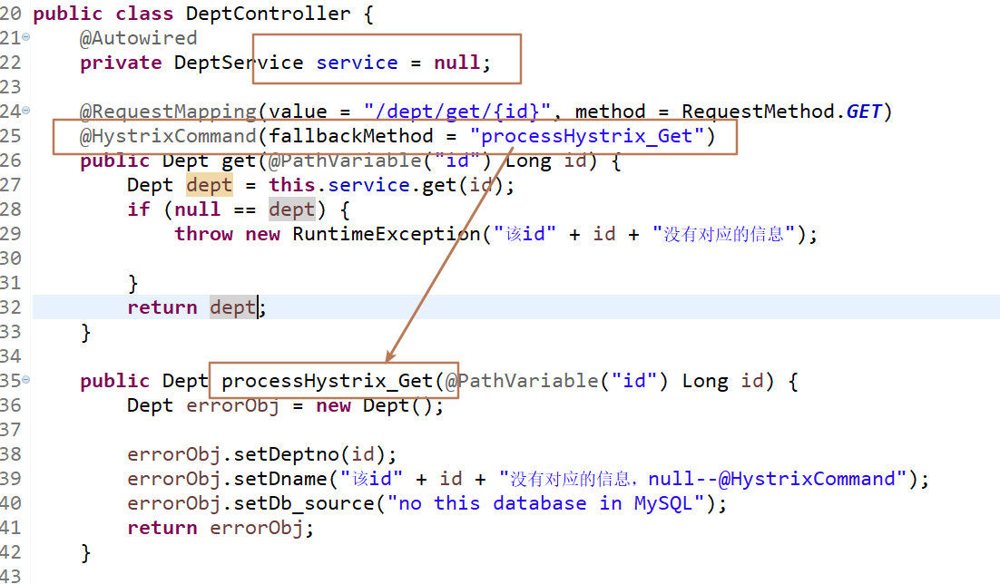 20 public class DeptController {
21 @Autowired
22 private DeptService service = null;
23
24 @RequestMapping(value = "/dept/get/{id}", method = RequestMethod.GET)
25 @HystrixCommand(fallbackMethod = "processHystrix_Get")
26 public Dept get(@PathVariable("id") Long id) {
27 Dept dept = this.service.get(id);
28 if (null == dept) {
29 throw new RuntimeException("该id" + id + "没有对应的信息");
30
31 }
32 return dept;
33 }
34
35 public Dept processHystrix_Get(@PathVariable("id") Long id) {
36 Dept errorObj = new Dept();
37
38 errorObj.setDeptno(id);
39 errorObj.setDname("该id" + id + "没有对应的信息，null--@HystrixCommand");
40 errorObj.setDb_source("no this database in MySQL");
41 return errorObj;
42 }
43